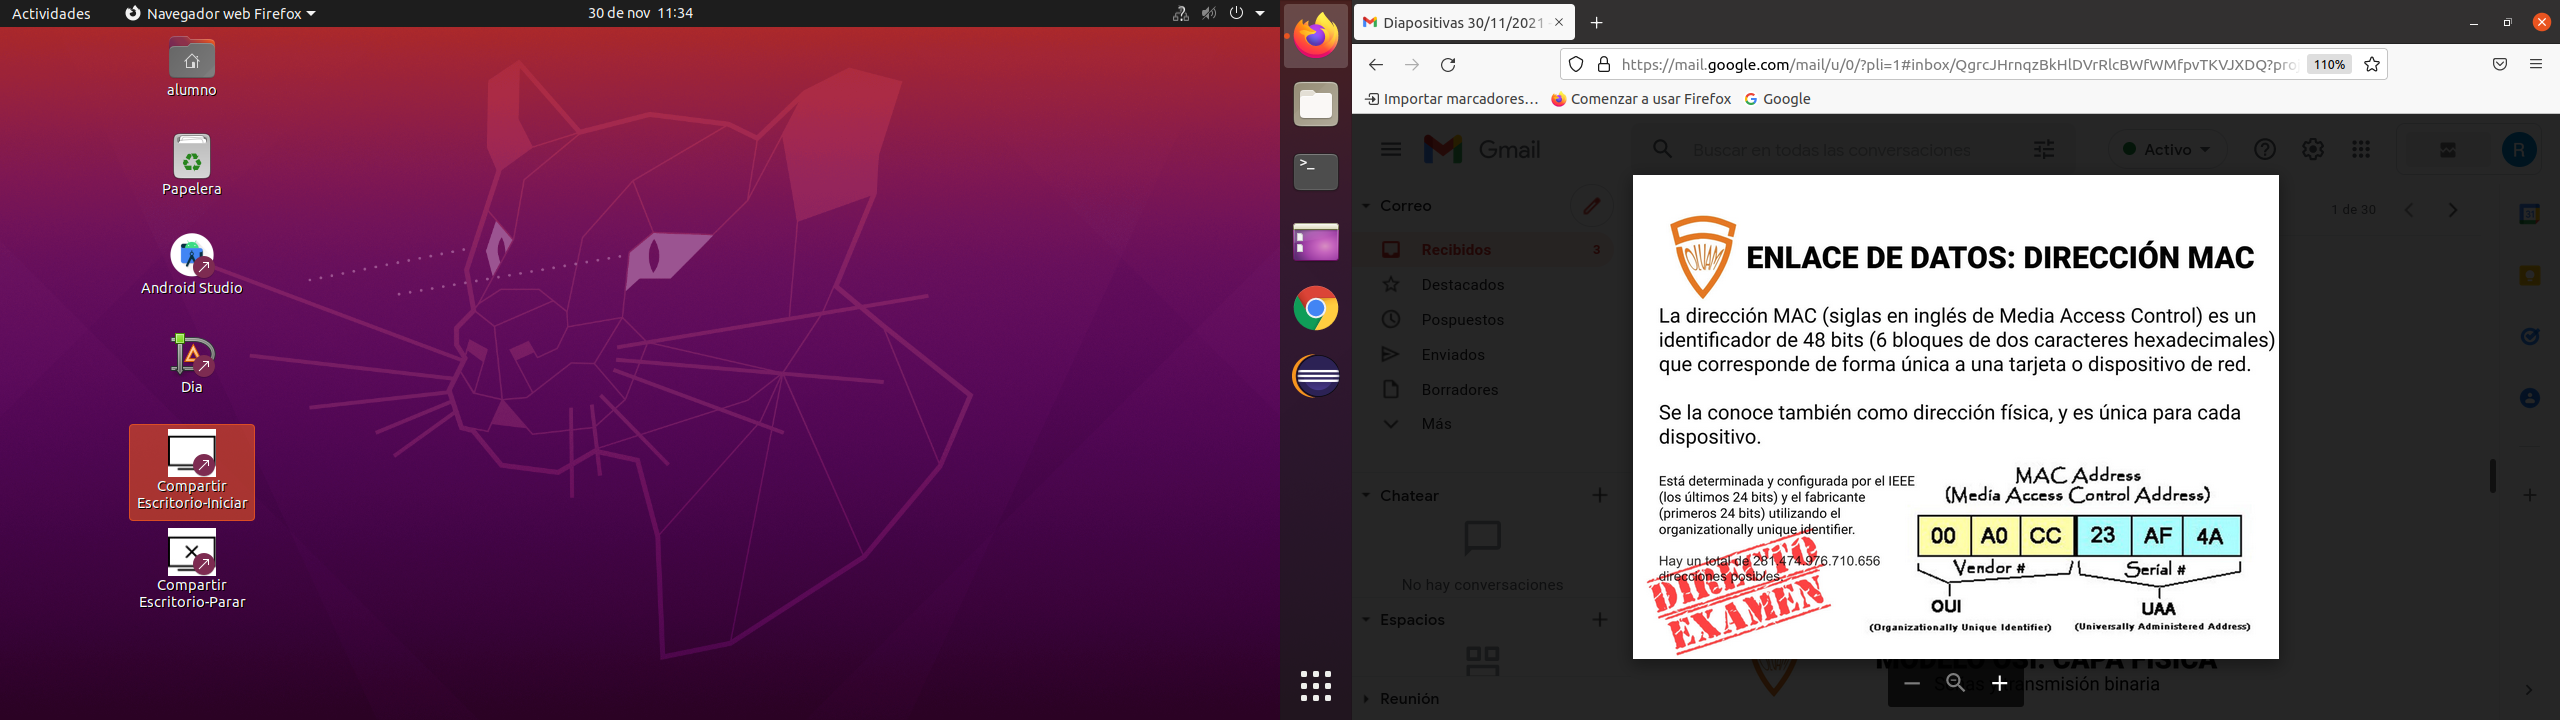 Actividades
Navegador web Firefox
30 de nov 11:34
alumno
Papelera
Android Studio
Dia
Compartir
Escritorio-Iniciar
Compartir
Escritorio-Parar
Diapositivas 30/11/2021
https://mail.google.com/mail/u/0/?pli=1#inbox/QgrcJHrnqzBkHlDVrRlcBWfWMfpvTKVJXDQ?pro
110%
Importar marcadores…
Comenzar a usar Firefox
Google
Gmail
Buscar en todas las conversaciones
Activo
R
Correo
1 de 30
Recibidos
3
Destacados
Pospuestos
Enviados
Borradores
Más
Chatear
No hay conversaciones
Espacios
Reunión
ENLACE DE DATOS: DIRECCIÓN MAC
La dirección MAC (siglas en inglés de Media Access Control) es un
identificador de 48 bits (6 bloques de dos caracteres hexadecimales)
que corresponde de forma única a una tarjeta o dispositivo de red.
Se la conoce también como dirección física, y es única para cada
dispositivo.
Está determinada y configurada por el IEEE
(los últimos 24 bits) y el fabricante
(primeros 24 bits) utilizando el
organizationally unique identifier.
Hay un total de 281.474.976.710.656
direcciones posibles.
DIRECTO
EXAMEN
MAC Address
(Media Access Control Address)
00 A0 CC 23 AF 4A
Vendor #
Serial #
OUI
UAA
(Organizationally Unique Identifier)
(Universally Administered Address)
MODELO OSI: CAPA FÍSICA
transmisión binaria